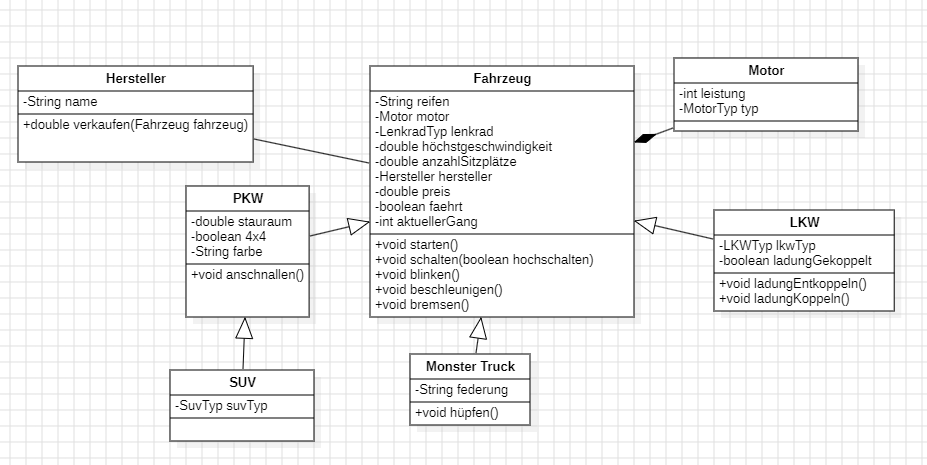 Hersteller
-String name
+double verkaufen(Fahrzeug fahrzeug)
Fahrzeug
-String reifen
-Motor motor
-LenkradTyp lenkrad
-double höchstgeschwindigkeit
-double anzahlSitzplätze
-Hersteller hersteller
-double preis
-boolean faehrt
-int aktuellerGang
+void starten()
+void schalten(boolean hochschalten)
+void blinken()
+void beschleunigen()
+void bremsen()
Motor
-int leistung
-MotorTyp typ
PKW
-double stauraum
-boolean 4x4
-String farbe
+void anschnallen()
LKW
-LKWTyp lkwTyp
-boolean ladungGekoppelt
+void ladungEntkoppeln()
+void ladungKoppeln()
SUV
-SuvTyp suvTyp
Monster Truck
-String federung
+void hüpfen()